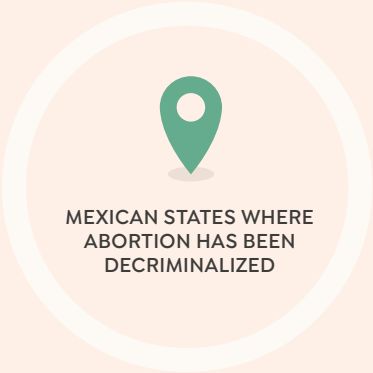 MEXICAN STATES WHERE
ABORTION HAS BEEN
DECRIMINALIZED